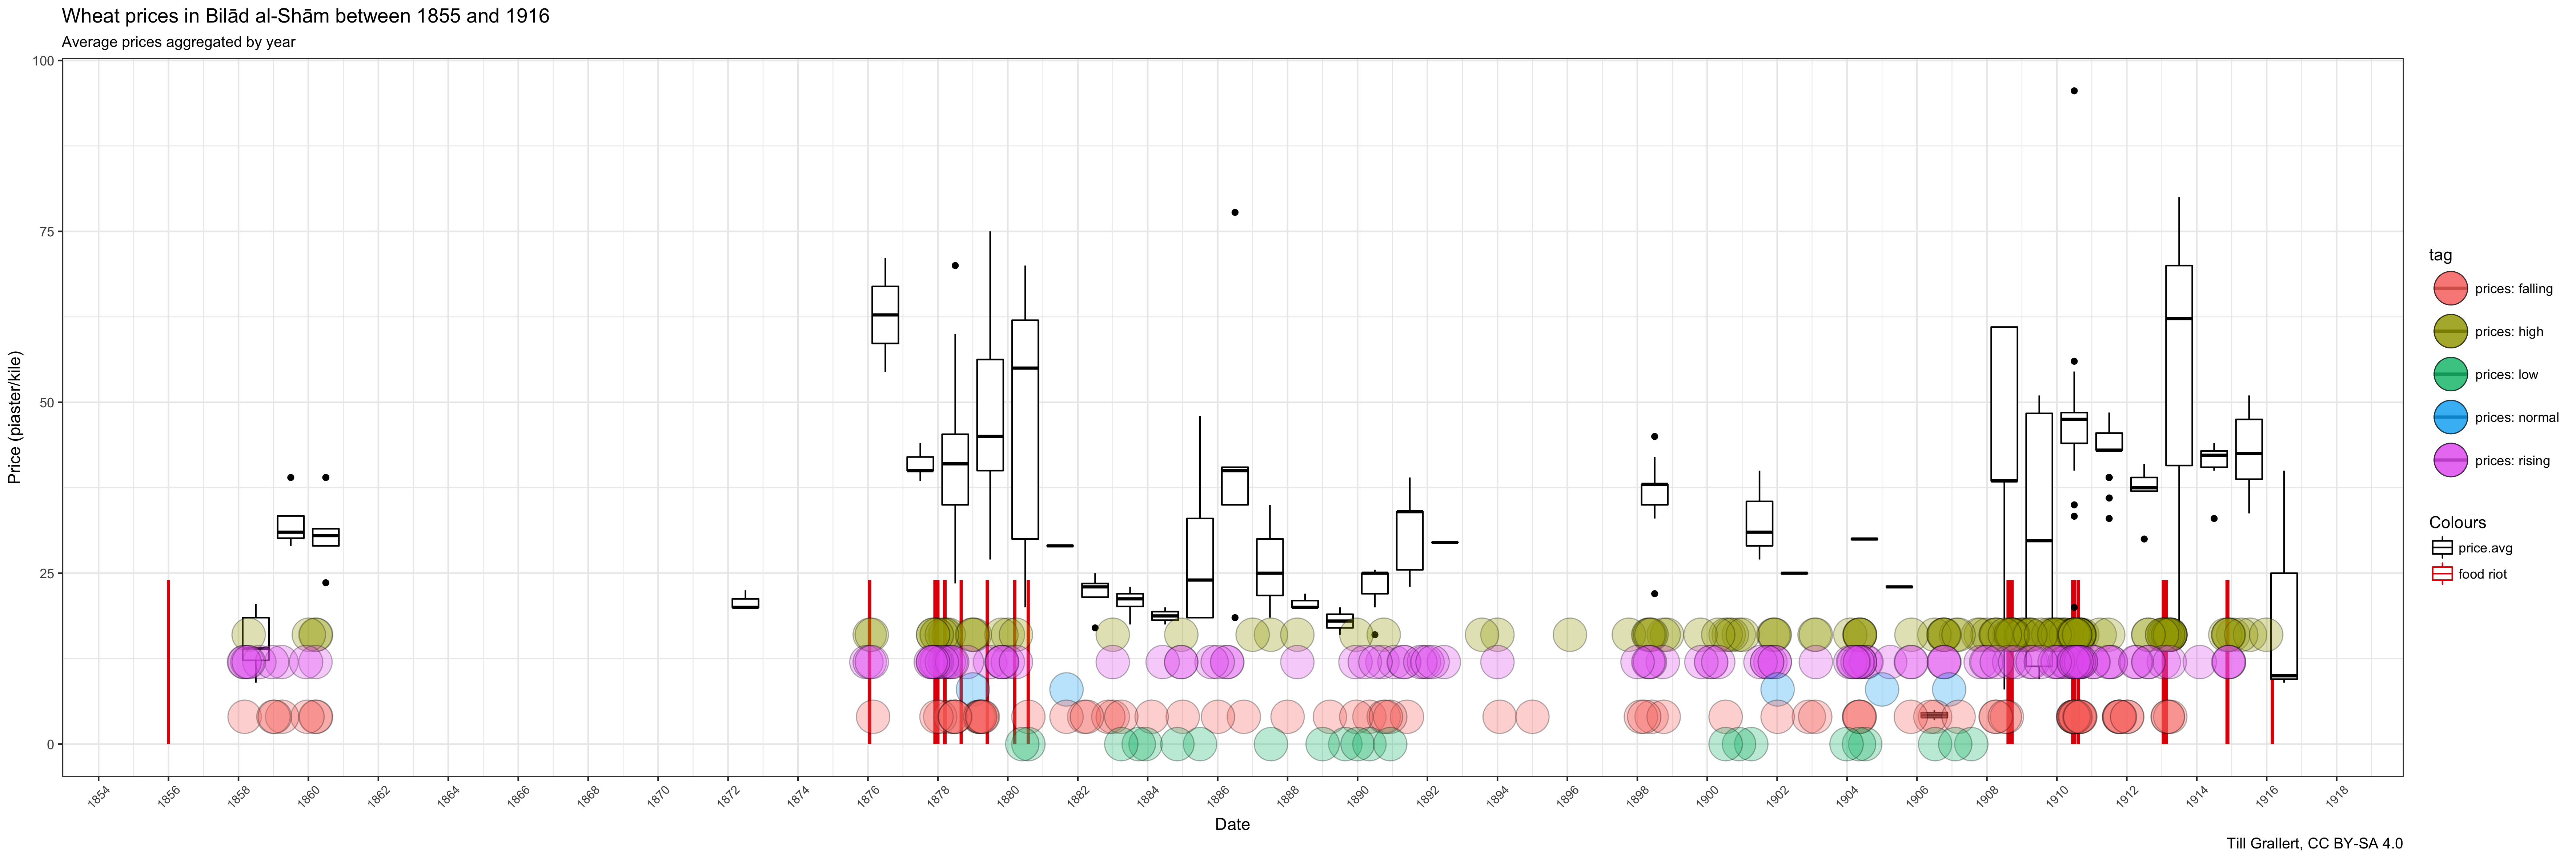 Wheat prices in Bilād al-Shām between 1855 and 1916
Average prices aggregated by year
100
75
50
25
0
Price (piaster/kile)
1854
1856
1858
1860
1862
1864
1866
1868
1870
1872
1874
1876
1878
1880
1882
1884
1886
1888
1890
1892
1894
1896
1898
1900
1902
1904
1906
1908
1910
1912
1914
1916
1918
Date
tag
prices: falling
prices: high
prices: low
prices: normal
prices: rising
Colours
price.avg
food riot
Till Grallert, CC BY-SA 4.0